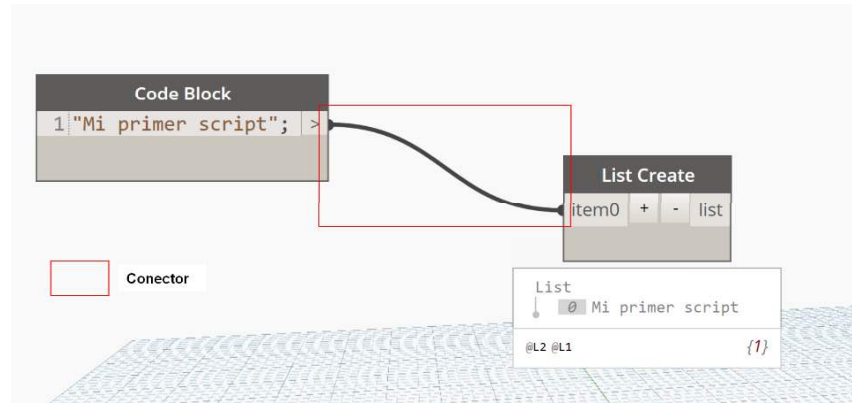 Code Block
1 "Mi primer script"; >
List Create
item0 + - list
Conector
List
0 Mi primer script
@L2 @L1 {1}